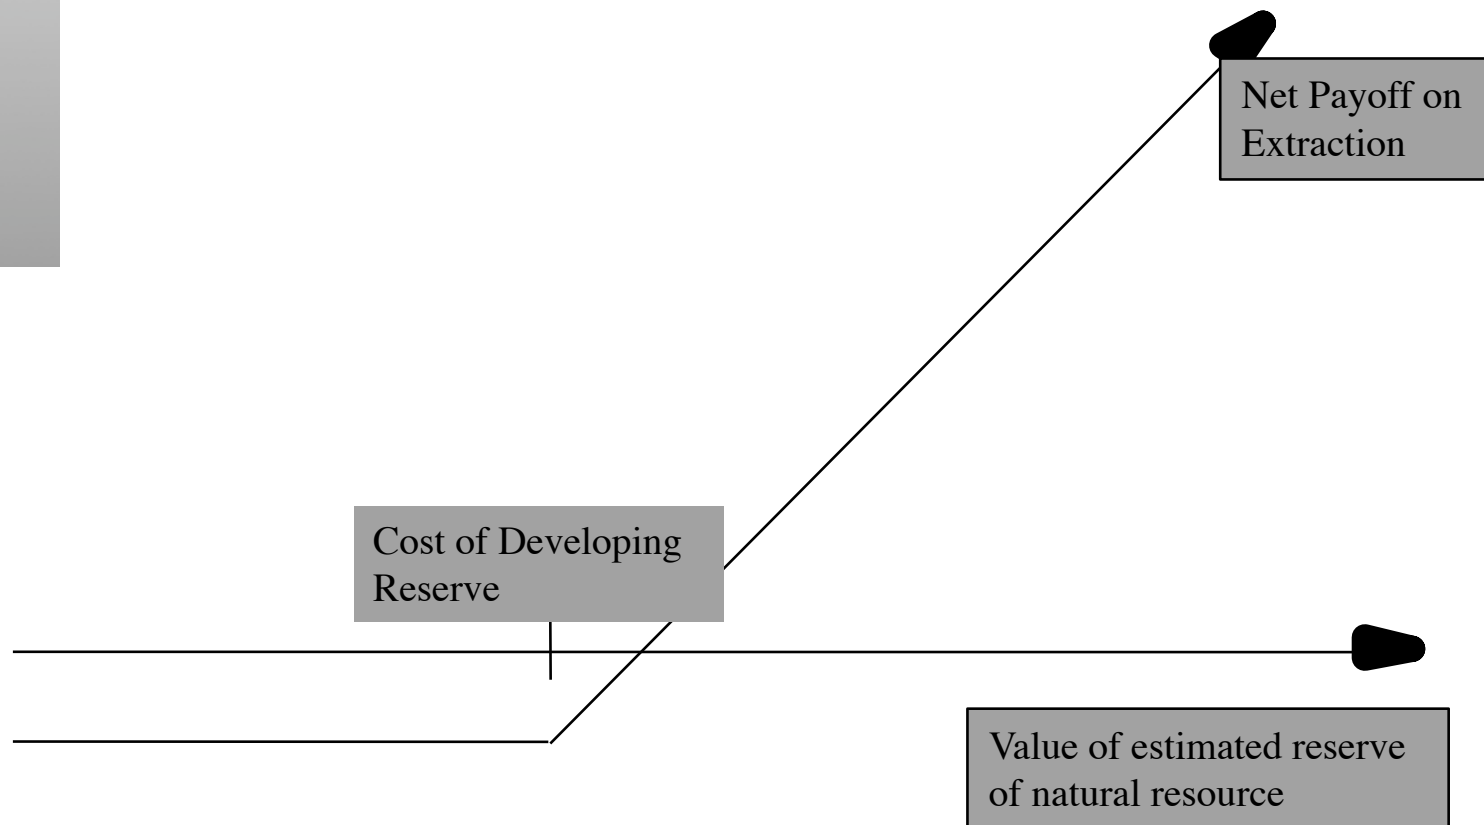 Net Payoff on
Extraction
Cost of Developing
Reserve
Value of estimated reserve
of natural resource